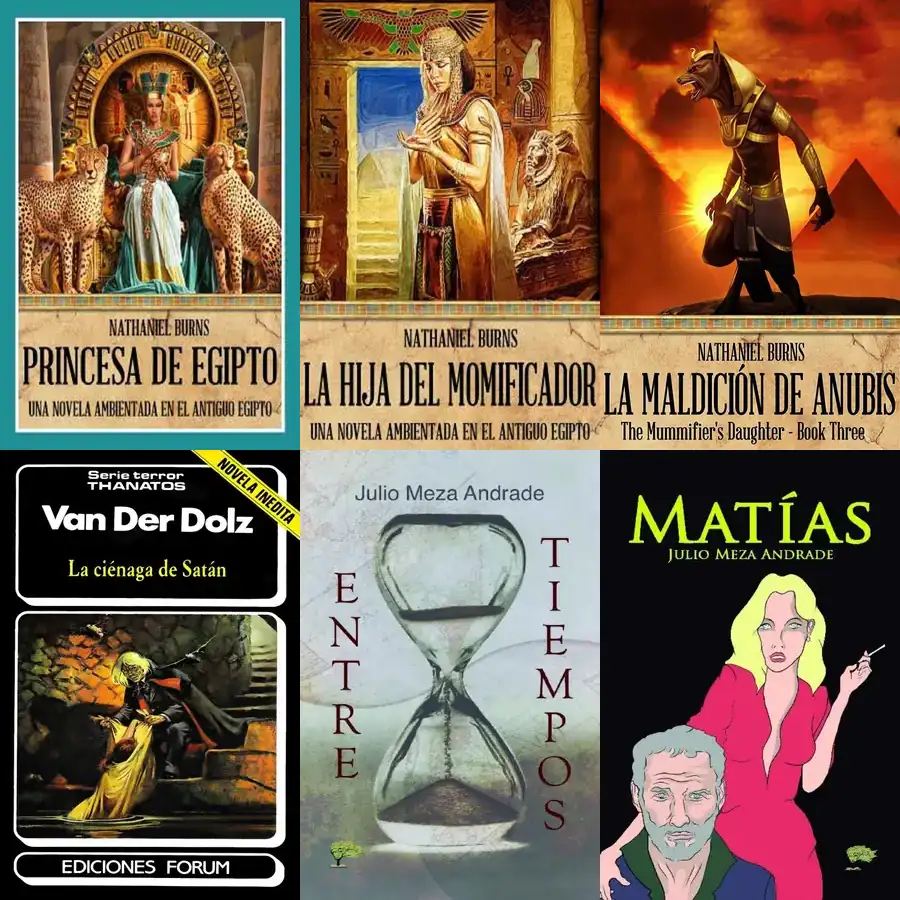 NATHANIEL BURNS
PRINCESA DE EGIPTO
UNA NOVELA AMBIENTADA EN EL ANTIGUO EGIPTO
NATHANIEL BURNS
LA HIJA DEL MOMIFICADOR
UNA NOVELA AMBIENTADA EN EL ANTIGUO EGIPTO
NATHANIEL BURNS
LA MALDICIÓN DE ANUBIS
The Mummifier's Daughter - Book Three
Serie terror
THANATOS
NOVELA INEDITA
Van Der Dolz
La ciénaga de Satán
EDICIONES FORUM
Julio Meza Andrade
ENTRE
TIEMPOS
MATÍAS
JULIO MEZA ANDRADE